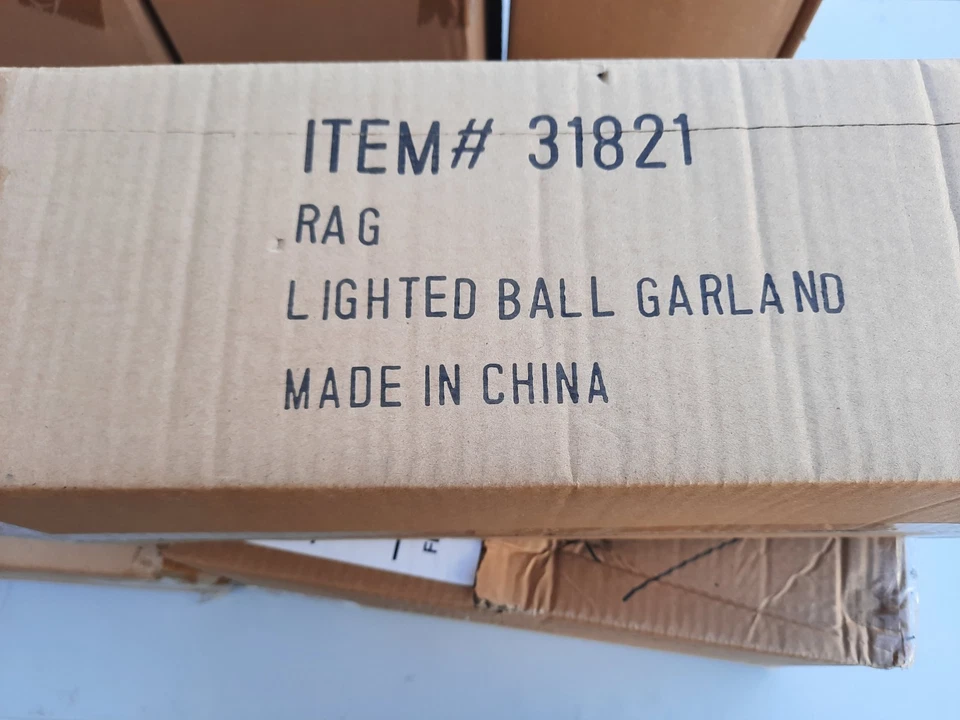 ITEM# 31821
RAG
LIGHTED BALL GARLAND
MADE IN CHINA